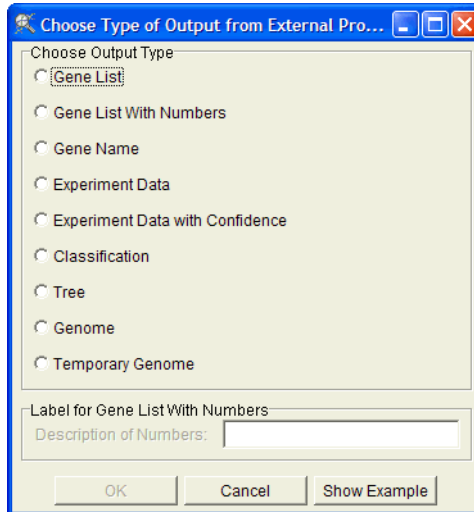 Choose Type of Output from External Pro...
Choose Output Type
Gene List
Gene List With Numbers
Gene Name
Experiment Data
Experiment Data with Confidence
Classification
Tree
Genome
Temporary Genome
Label for Gene List With Numbers
Description of Numbers:
OK Cancel Show Example